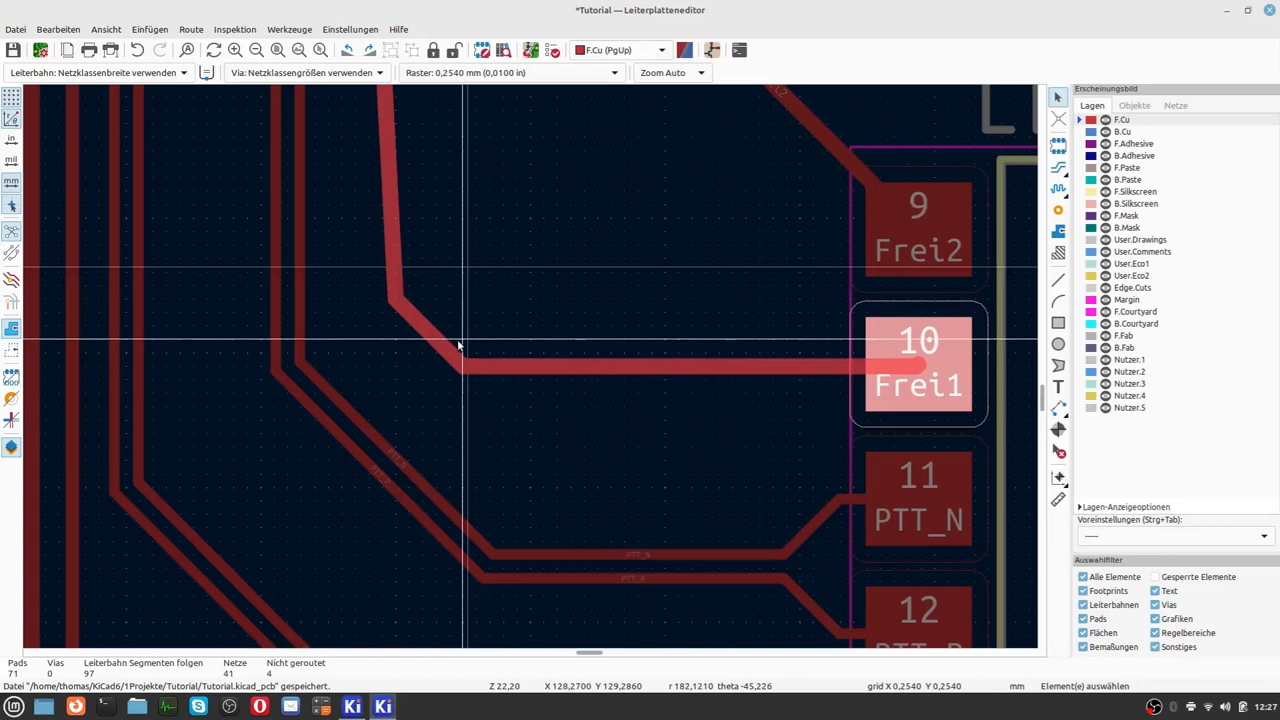 *Tutorial — Leiterplatteneditor
Datei Bearbeiten Ansicht Einfügen Route Inspektion Werkzeuge Einstellungen Hilfe
F.Cu (PgUp)
Leiterbahn: Netzklassenbreite verwenden Via: Netzklassengrößen verwenden Raster: 0,2540 mm (0,0100 in) Zoom Auto
in
mil
mm
9
Frei2
10
Frei1
11
PTT_N
12
PTT_N
PTT_P
Erscheinungsbild
Lagen Objekte Netze
F.Cu
B.Cu
F.Adhesive
B.Adhesive
F.Paste
B.Paste
F.Silkscreen
B.Silkscreen
F.Mask
B.Mask
User.Drawings
User.Comments
User.Eco1
User.Eco2
Edge.Cuts
Margin
F.Courtyard
B.Courtyard
F.Fab
B.Fab
Nutzer.1
Nutzer.2
Nutzer.3
Nutzer.4
Nutzer.5
Lagen-Anzeigeoptionen
Voreinstellungen (Strg+Tab):
-----
Auswahlfilter
Alle Elemente Gesperrte Elemente
Footprints Text
Leiterbahnen Vias
Pads Grafiken
Flächen Regelbereiche
Bemaßungen Sonstiges
Pads Vias Leiterbahn Segmenten folgen Netze Nicht geroutet
71 0 97 41 4
Datei "/home/thomas/KiCad6/1Projekte/Tutorial/Tutorial.kicad_pcb" gespeichert. Z 22,20 X 128,2700 Y 129,2860 r 182,1210 theta -45,226 grid X 0,2540 Y 0,2540 mm Element(e) auswählen
12:27